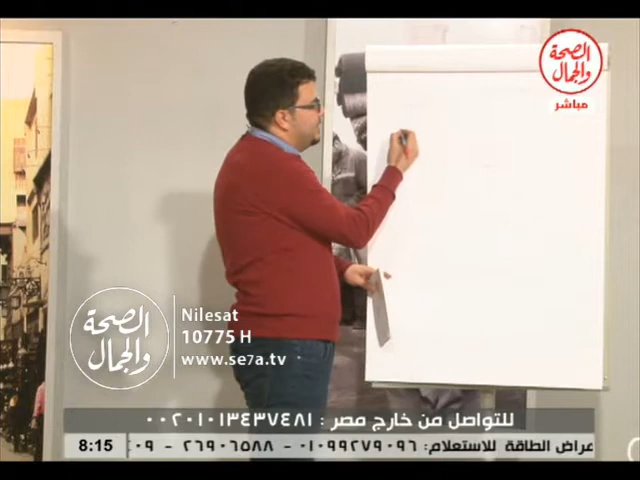 الصحة
والجمال
مباشر
الصحة
والجمال
Nilesat
10775 H
www.se7a.tv
للتواصل من خارج مصر : ٠٠٢٠١٠١٣٤٣٧٤٨١
عراض الطاقة للاستعلام: ٠١٠٩٩٢٧٩٠٩٦ - ٢٦٩٠٦٥٨٨ - ٠٩
8:15